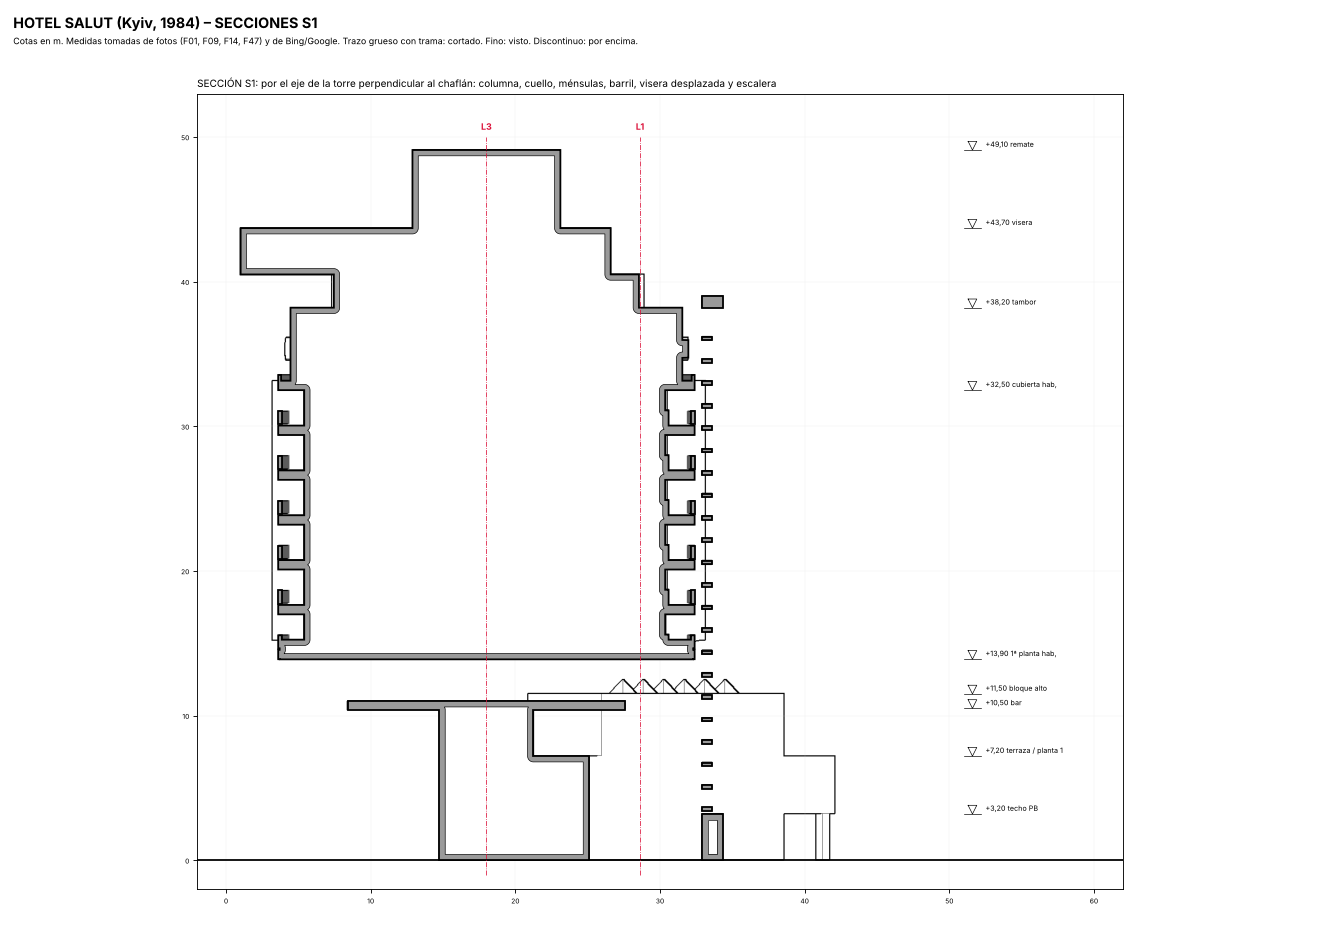 HOTEL SALUT (Kyiv, 1984) – SECCIONES S1
Cotas en m. Medidas tomadas de fotos (F01, F09, F14, F47) y de Bing/Google. Trazo grueso con trama: cortado. Fino: visto. Discontinuo: por encima.
SECCIÓN S1: por el eje de la torre perpendicular al chaflán: columna, cuello, ménsulas, barril, visera desplazada y escalera
L3
L1
50
+49,10 remate
+43,70 visera
40
+38,20 tambor
+32,50 cubierta hab,
30
20
+13,90 1ª planta hab,
+11,50 bloque alto
+10,50 bar
10
+7,20 terraza / planta 1
+3,20 techo PB
0
0
10
20
30
40
50
60